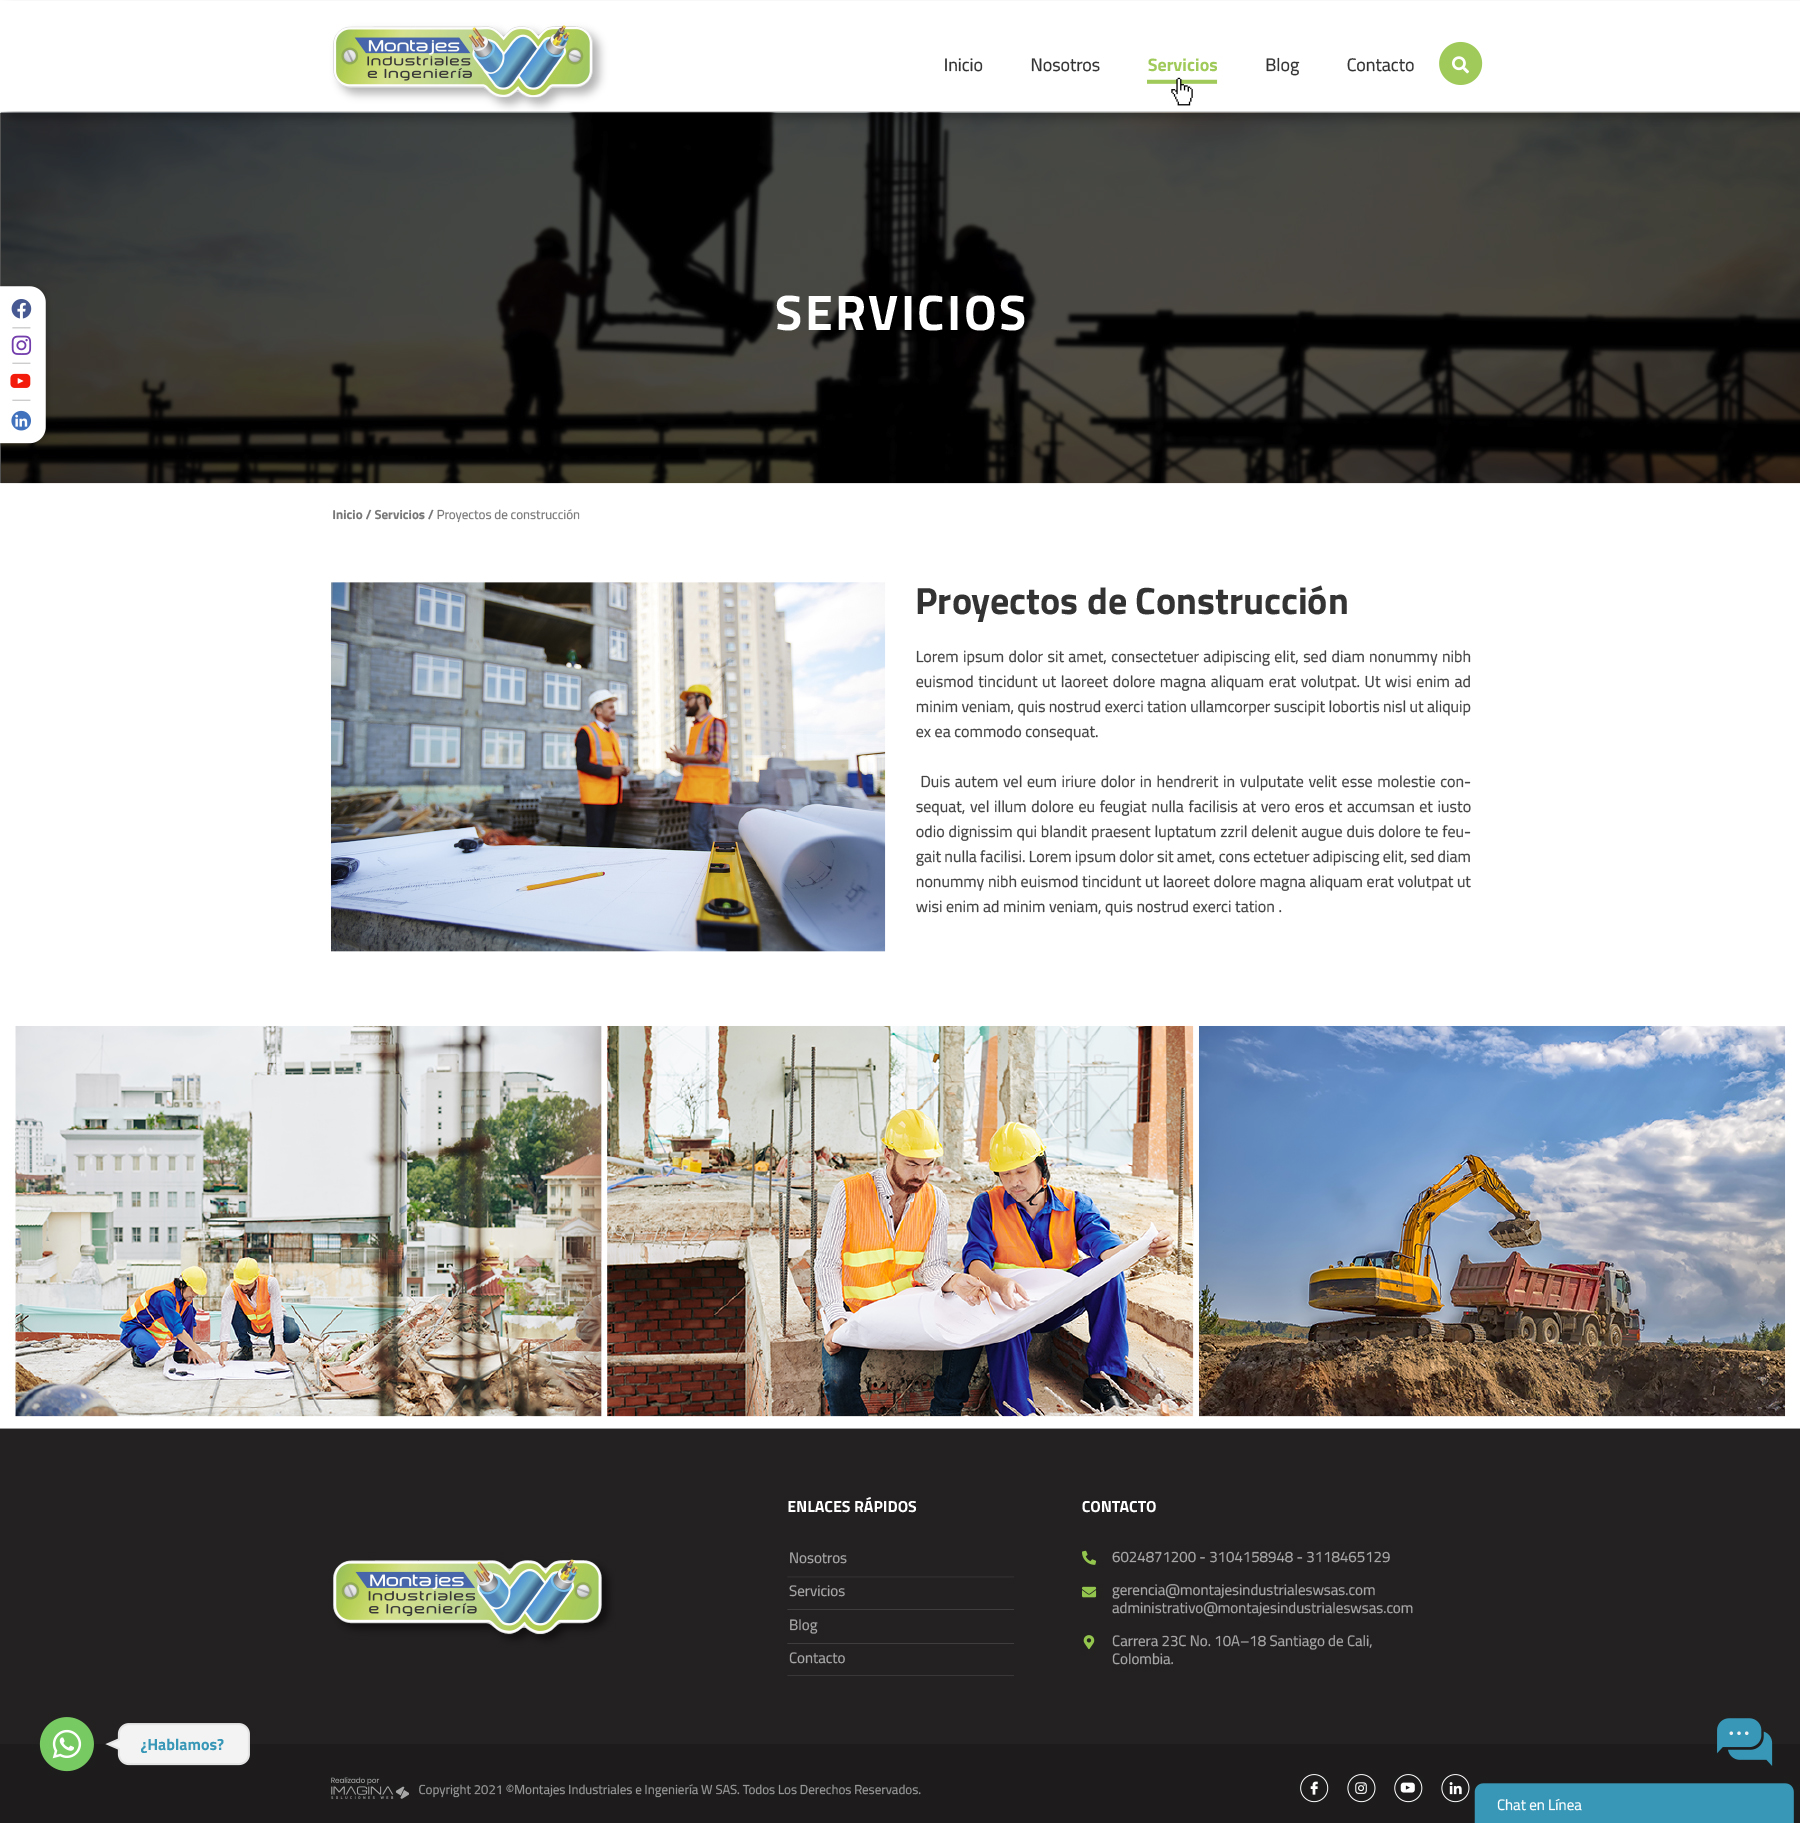 Montajes
Industriales
e Ingeniería
Inicio
Nosotros
Servicios
Blog
Contacto
SERVICIOS
Inicio / Servicios / Proyectos de construcción
Proyectos de Construcción
Lorem ipsum dolor sit amet, consectetuer adipiscing elit, sed diam nonummy nibh
euismod tincidunt ut laoreet dolore magna aliquam erat volutpat. Ut wisi enim ad
minim veniam, quis nostrud exerci tation ullamcorper suscipit lobortis nisl ut aliquip
ex ea commodo consequat.
Duis autem vel eum iriure dolor in hendrerit in vulputate velit esse molestie con-
sequat, vel illum dolore eu feugiat nulla facilisis at vero eros et accumsan et iusto
odio dignissim qui blandit praesent luptatum zzril delenit augue duis dolore te feu-
gait nulla facilisi. Lorem ipsum dolor sit amet, cons ectetuer adipiscing elit, sed diam
nonummy nibh euismod tincidunt ut laoreet dolore magna aliquam erat volutpat ut
wisi enim ad minim veniam, quis nostrud exerci tation .
Montajes
Industriales
e Ingeniería
ENLACES RÁPIDOS
Nosotros
Servicios
Blog
Contacto
CONTACTO
6024871200 - 3104158948 - 3118465129
gerencia@montajesindustrialeswsas.com
administrativo@montajesindustrialeswsas.com
Carrera 23C No. 10A–18 Santiago de Cali,
Colombia.
¿Hablamos?
Realizado por
IMAGINA
SOLUCIONES WEB
Copyright 2021 ©Montajes Industriales e Ingeniería W SAS. Todos Los Derechos Reservados.
Chat en Línea